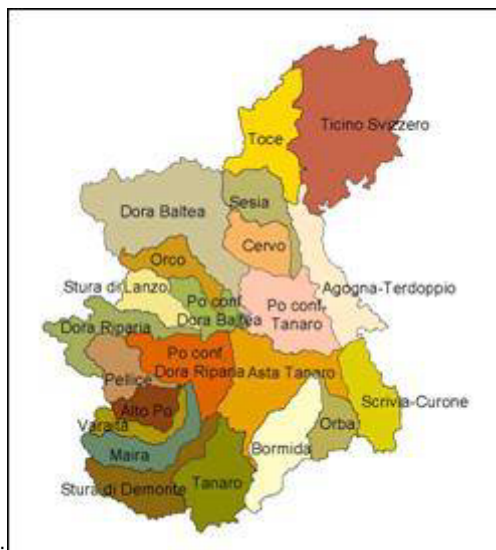 Toce
Ticino Svizzero
Dora Baltea
Sesia
Cervo
Orco
Stura di Lanzo
Po conf
Dora Baltea
Po conf
Tanaro
Agogna-Terdoppio
Dora Riparia
Po conf
Dora Riparia
Asta Tanaro
Pellice
Alto Po
Scrivia-Curone
Varaita
Orba
Maira
Bormida
Stura di Demonte
Tanaro